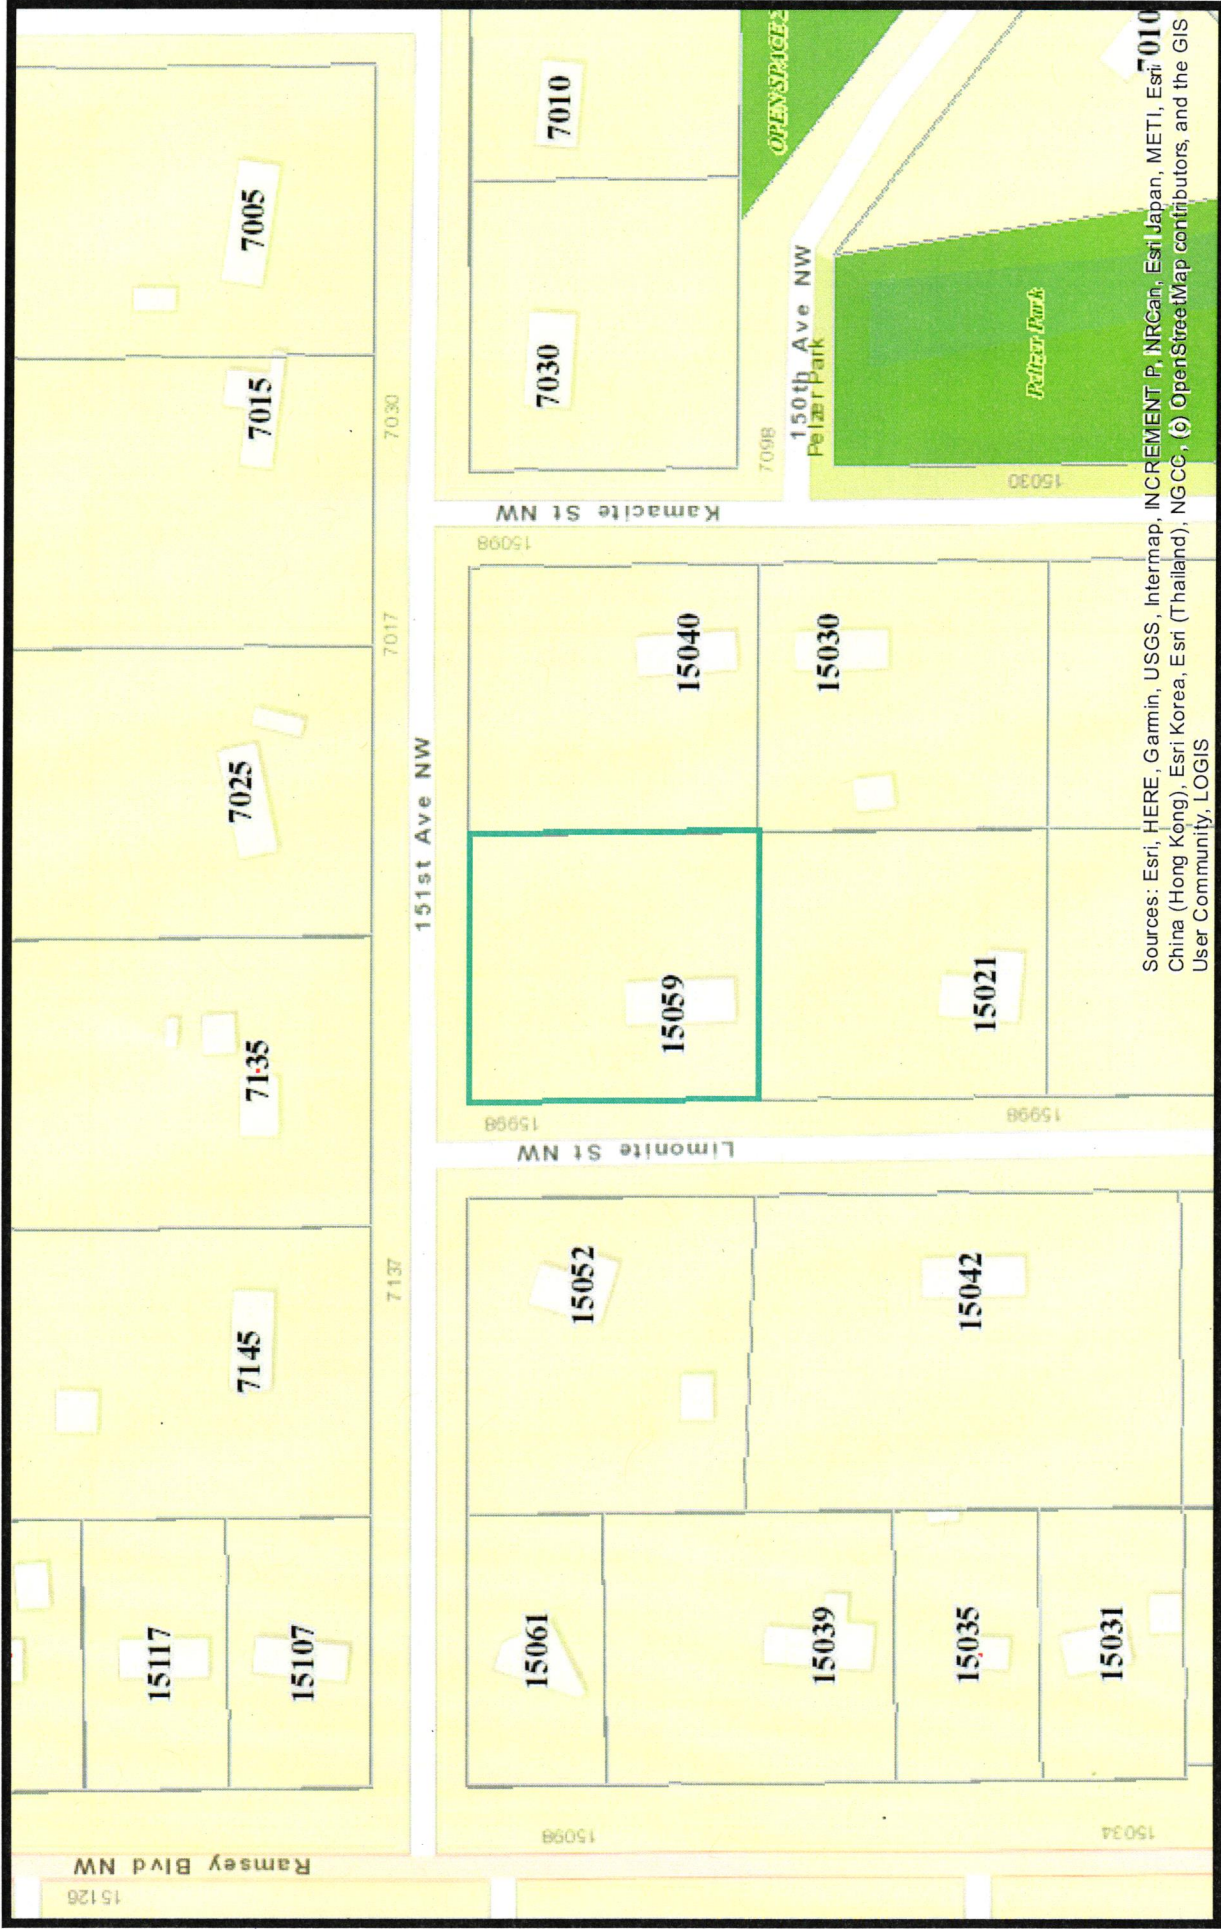 15126
Ramsey Blvd NW
15117
15107
15098
15034
15061
15039
15035
15031
7145
7137
7135
7025
7017
7015
7030
7005
151st Ave NW
15052
15042
Limonite St NW
15998
15998
15059
15021
15040
15030
15098
Kamacite St NW
7030
7010
7098
150th Ave NW
Pelzer Park
15030
Peltzer Park
OPEN SPACE
7010
Sources: Esri, HERE, Garmin, USGS, Intermap, INCREMENT P, NRCan, Esri Japan, METI, Esri
China (Hong Kong), Esri Korea, Esri (Thailand), NGCC, (c) OpenStreetMap contributors, and the GIS
User Community, LOGIS